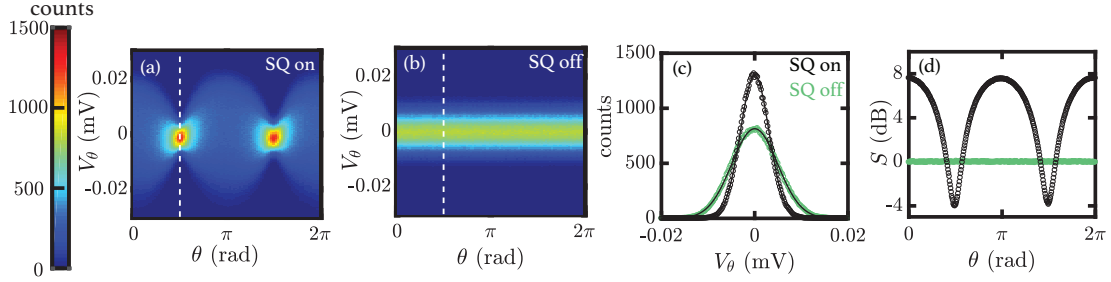 counts
1500
1000
500
0
(a)
SQ on
0.02
0
-0.02
V_θ (mV)
0
π
2π
θ (rad)
(b)
SQ off
0.02
0
-0.02
V_θ (mV)
0
π
2π
θ (rad)
(c)
SQ on
SQ off
1500
1000
500
0
counts
-0.02
0
0.02
V_θ (mV)
(d)
8
4
0
-4
S (dB)
0
π
2π
θ (rad)